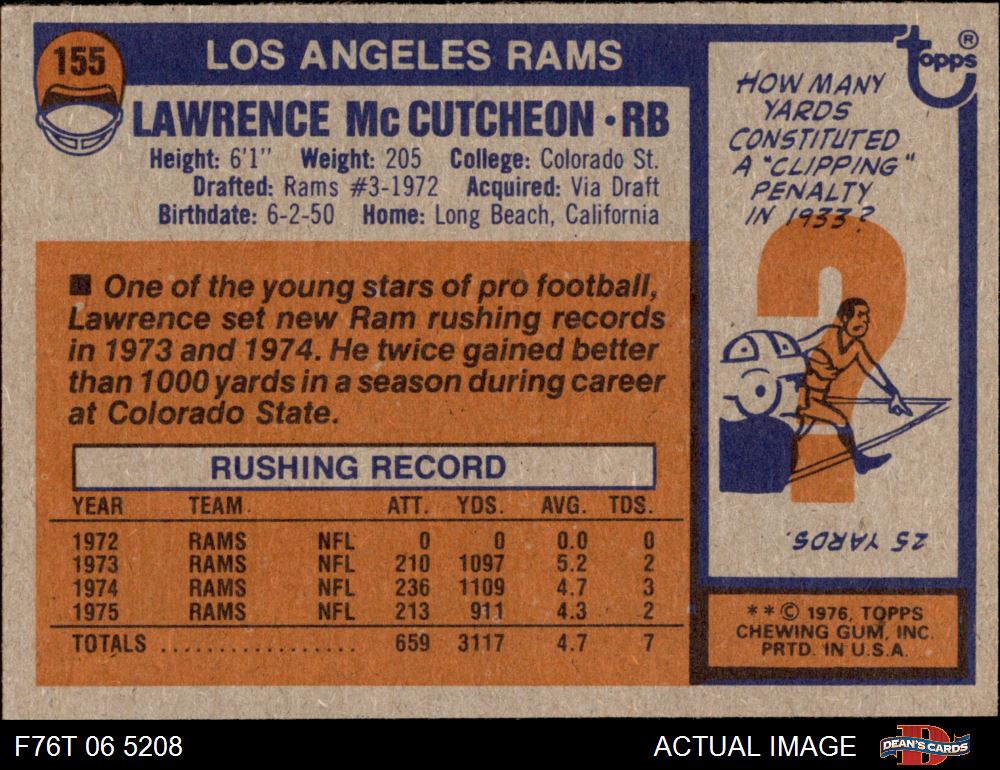 155
LOS ANGELES RAMS
LAWRENCE McCUTCHEON • RB
Height: 6'1" Weight: 205 College: Colorado St.
Drafted: Rams #3-1972 Acquired: Via Draft
Birthdate: 6-2-50 Home: Long Beach, California
■ One of the young stars of pro football,
Lawrence set new Ram rushing records
in 1973 and 1974. He twice gained better
than 1000 yards in a season during career
at Colorado State.
RUSHING RECORD
YEAR TEAM ATT. YDS. AVG. TDS.
1972 RAMS NFL 0 0 0.0 0
1973 RAMS NFL 210 1097 5.2 2
1974 RAMS NFL 236 1109 4.7 3
1975 RAMS NFL 213 911 4.3 2
TOTALS ................. 659 3117 4.7 7
Topps ®
HOW MANY
YARDS
CONSTITUTED
A "CLIPPING"
PENALTY
IN 1933?
?
25 YARDS.
** © 1976, TOPPS
CHEWING GUM, INC.
PRTD. IN U.S.A.
F76T 06 5208
ACTUAL IMAGE
D
DEAN'S CARDS